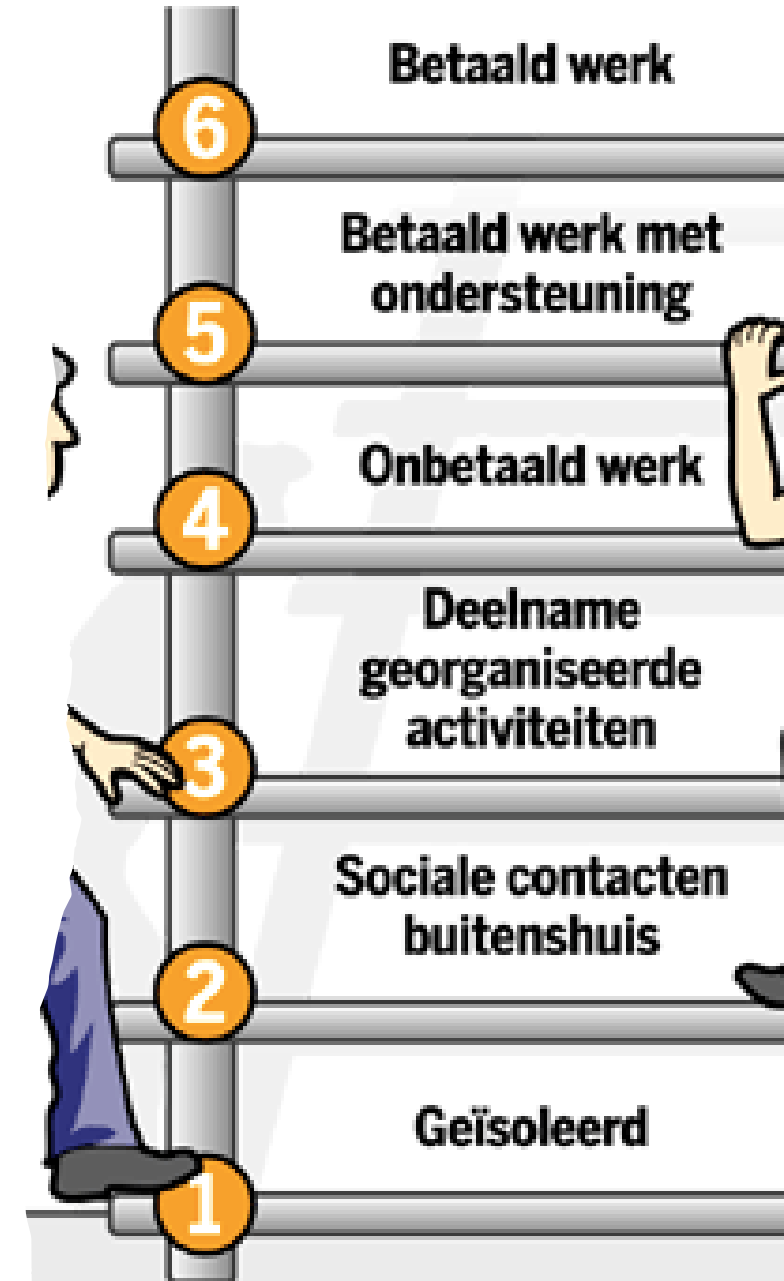 Betaald werk
6
Betaald werk met
ondersteuning
5
Onbetaald werk
4
Deelname
georganiseerde
activiteiten
3
Sociale contacten
buitenshuis
2
Geïsoleerd
1